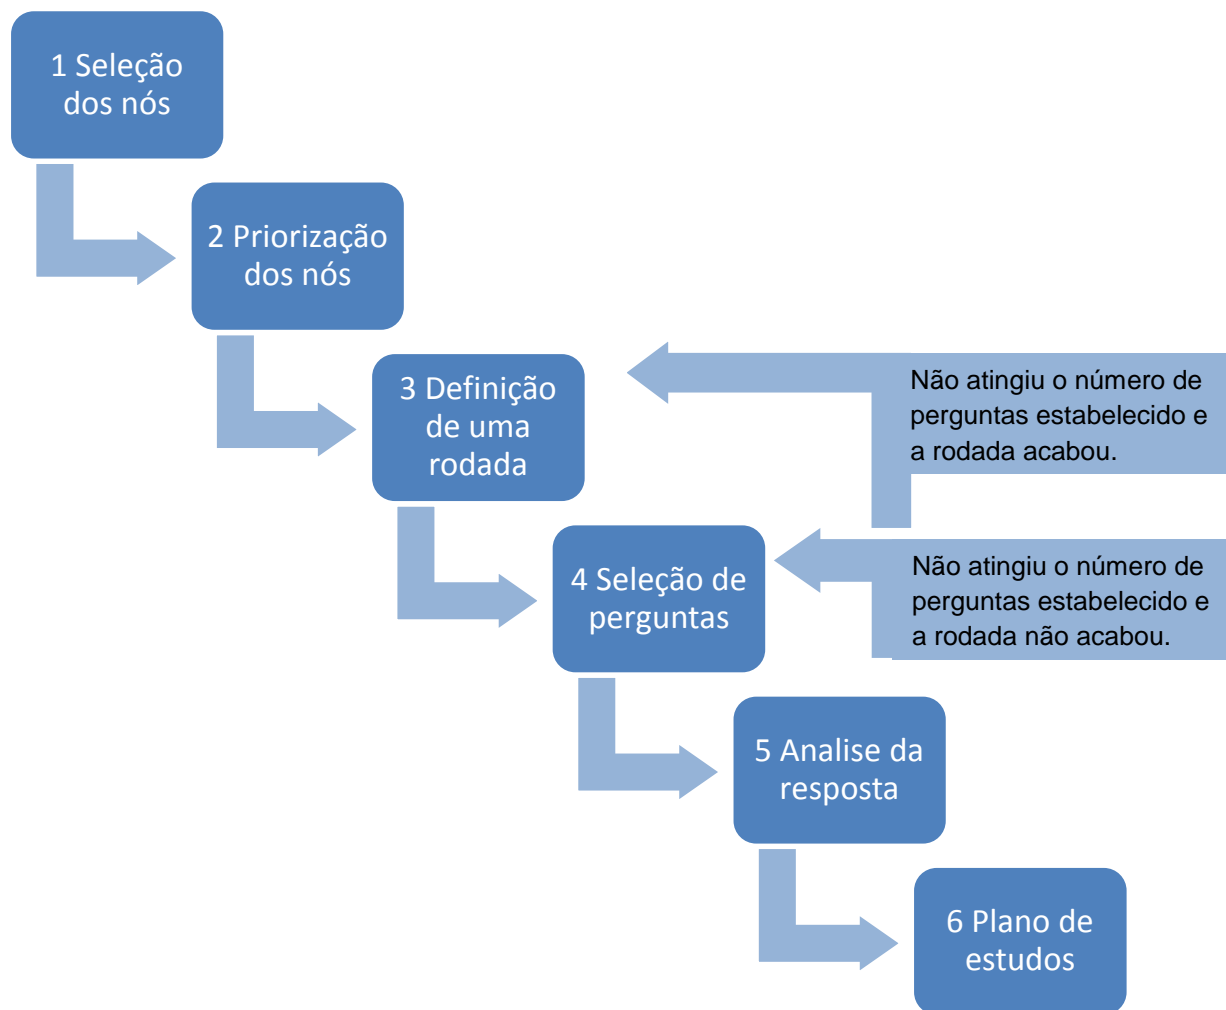 1 Seleção
dos nós
2 Priorização
dos nós
3 Definição
de uma
rodada
Não atingiu o número de
perguntas estabelecido e
a rodada acabou.
4 Seleção de
perguntas
Não atingiu o número de
perguntas estabelecido e
a rodada não acabou.
5 Analise da
resposta
6 Plano de
estudos